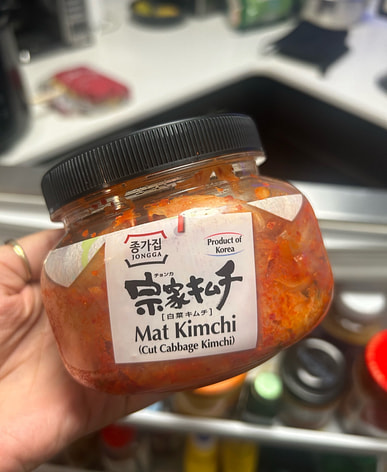 종가집
JONGGA
Product of
Korea
チョンカ
宗家キムチ
[白菜キムチ]
Mat Kimchi
(Cut Cabbage Kimchi)